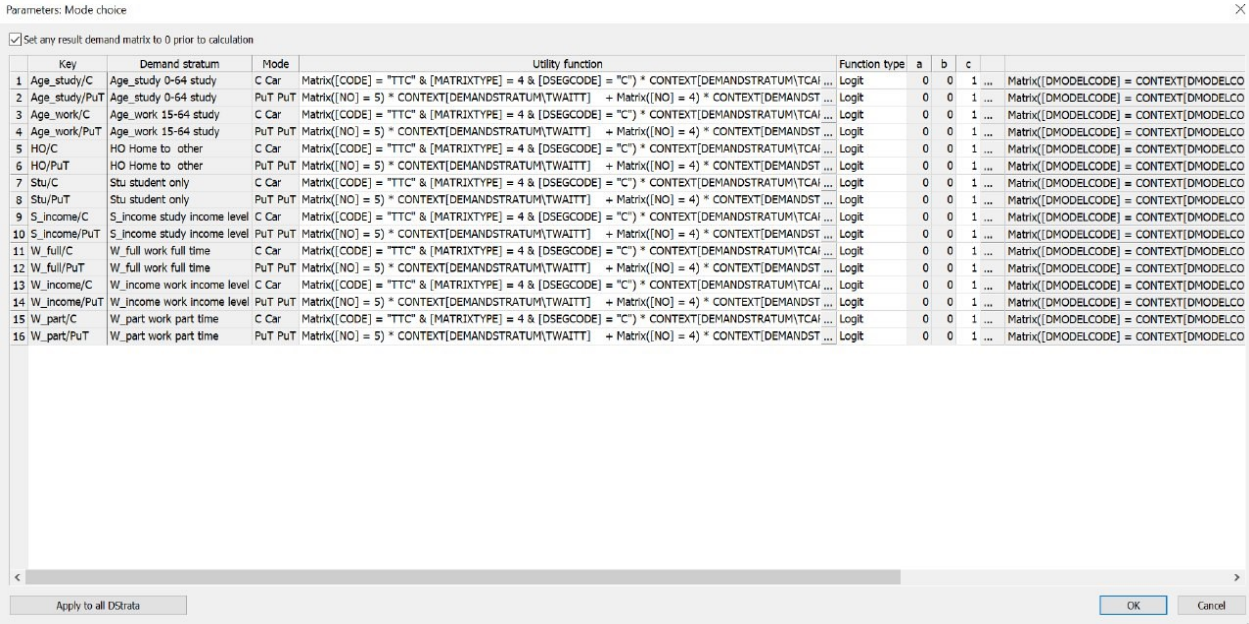 Parameters: Mode choice
Set any result demand matrix to 0 prior to calculation
Key Demand stratum Mode Utility function Function type a b c
1 Age_study/C Age_study 0-64 study C Car Matrix([CODE] = "TTC" & [MATRIXTYPE] = 4 & [DSEGCODE] = "C") * CONTEXT[DEMANDSTRATUM\TCAF ... Logit 0 0 1 ... Matrix([DMODELCODE] = CONTEXT[DMODELCO
2 Age_study/PuT Age_study 0-64 study PuT PuT Matrix([NO] = 5) * CONTEXT[DEMANDSTRATUM\TWAITT] + Matrix([NO] = 4) * CONTEXT[DEMANDST ... Logit 0 0 1 ... Matrix([DMODELCODE] = CONTEXT[DMODELCO
3 Age_work/C Age_work 15-64 study C Car Matrix([CODE] = "TTC" & [MATRIXTYPE] = 4 & [DSEGCODE] = "C") * CONTEXT[DEMANDSTRATUM\TCAF ... Logit 0 0 1 ... Matrix([DMODELCODE] = CONTEXT[DMODELCO
4 Age_work/PuT Age_work 15-64 study PuT PuT Matrix([NO] = 5) * CONTEXT[DEMANDSTRATUM\TWAITT] + Matrix([NO] = 4) * CONTEXT[DEMANDST ... Logit 0 0 1 ... Matrix([DMODELCODE] = CONTEXT[DMODELCO
5 HO/C HO Home to other C Car Matrix([CODE] = "TTC" & [MATRIXTYPE] = 4 & [DSEGCODE] = "C") * CONTEXT[DEMANDSTRATUM\TCAF ... Logit 0 0 1 ... Matrix([DMODELCODE] = CONTEXT[DMODELCO
6 HO/PuT HO Home to other PuT PuT Matrix([NO] = 5) * CONTEXT[DEMANDSTRATUM\TWAITT] + Matrix([NO] = 4) * CONTEXT[DEMANDST ... Logit 0 0 1 ... Matrix([DMODELCODE] = CONTEXT[DMODELCO
7 Stu/C Stu student only C Car Matrix([CODE] = "TTC" & [MATRIXTYPE] = 4 & [DSEGCODE] = "C") * CONTEXT[DEMANDSTRATUM\TCAF ... Logit 0 0 1 ... Matrix([DMODELCODE] = CONTEXT[DMODELCO
8 Stu/PuT Stu student only PuT PuT Matrix([NO] = 5) * CONTEXT[DEMANDSTRATUM\TWAITT] + Matrix([NO] = 4) * CONTEXT[DEMANDST ... Logit 0 0 1 ... Matrix([DMODELCODE] = CONTEXT[DMODELCO
9 S_income/C S_income study income level C Car Matrix([CODE] = "TTC" & [MATRIXTYPE] = 4 & [DSEGCODE] = "C") * CONTEXT[DEMANDSTRATUM\TCAF ... Logit 0 0 1 ... Matrix([DMODELCODE] = CONTEXT[DMODELCO
10 S_income/PuT S_income study income level PuT PuT Matrix([NO] = 5) * CONTEXT[DEMANDSTRATUM\TWAITT] + Matrix([NO] = 4) * CONTEXT[DEMANDST ... Logit 0 0 1 ... Matrix([DMODELCODE] = CONTEXT[DMODELCO
11 W_full/C W_full work full time C Car Matrix([CODE] = "TTC" & [MATRIXTYPE] = 4 & [DSEGCODE] = "C") * CONTEXT[DEMANDSTRATUM\TCAF ... Logit 0 0 1 ... Matrix([DMODELCODE] = CONTEXT[DMODELCO
12 W_full/PuT W_full work full time PuT PuT Matrix([NO] = 5) * CONTEXT[DEMANDSTRATUM\TWAITT] + Matrix([NO] = 4) * CONTEXT[DEMANDST ... Logit 0 0 1 ... Matrix([DMODELCODE] = CONTEXT[DMODELCO
13 W_income/C W_income work income level C Car Matrix([CODE] = "TTC" & [MATRIXTYPE] = 4 & [DSEGCODE] = "C") * CONTEXT[DEMANDSTRATUM\TCAF ... Logit 0 0 1 ... Matrix([DMODELCODE] = CONTEXT[DMODELCO
14 W_income/PuT W_income work income level PuT PuT Matrix([NO] = 5) * CONTEXT[DEMANDSTRATUM\TWAITT] + Matrix([NO] = 4) * CONTEXT[DEMANDST ... Logit 0 0 1 ... Matrix([DMODELCODE] = CONTEXT[DMODELCO
15 W_part/C W_part work part time C Car Matrix([CODE] = "TTC" & [MATRIXTYPE] = 4 & [DSEGCODE] = "C") * CONTEXT[DEMANDSTRATUM\TCAF ... Logit 0 0 1 ... Matrix([DMODELCODE] = CONTEXT[DMODELCO
16 W_part/PuT W_part work part time PuT PuT Matrix([NO] = 5) * CONTEXT[DEMANDSTRATUM\TWAITT] + Matrix([NO] = 4) * CONTEXT[DEMANDST ... Logit 0 0 1 ... Matrix([DMODELCODE] = CONTEXT[DMODELCO
Apply to all DStrata OK Cancel